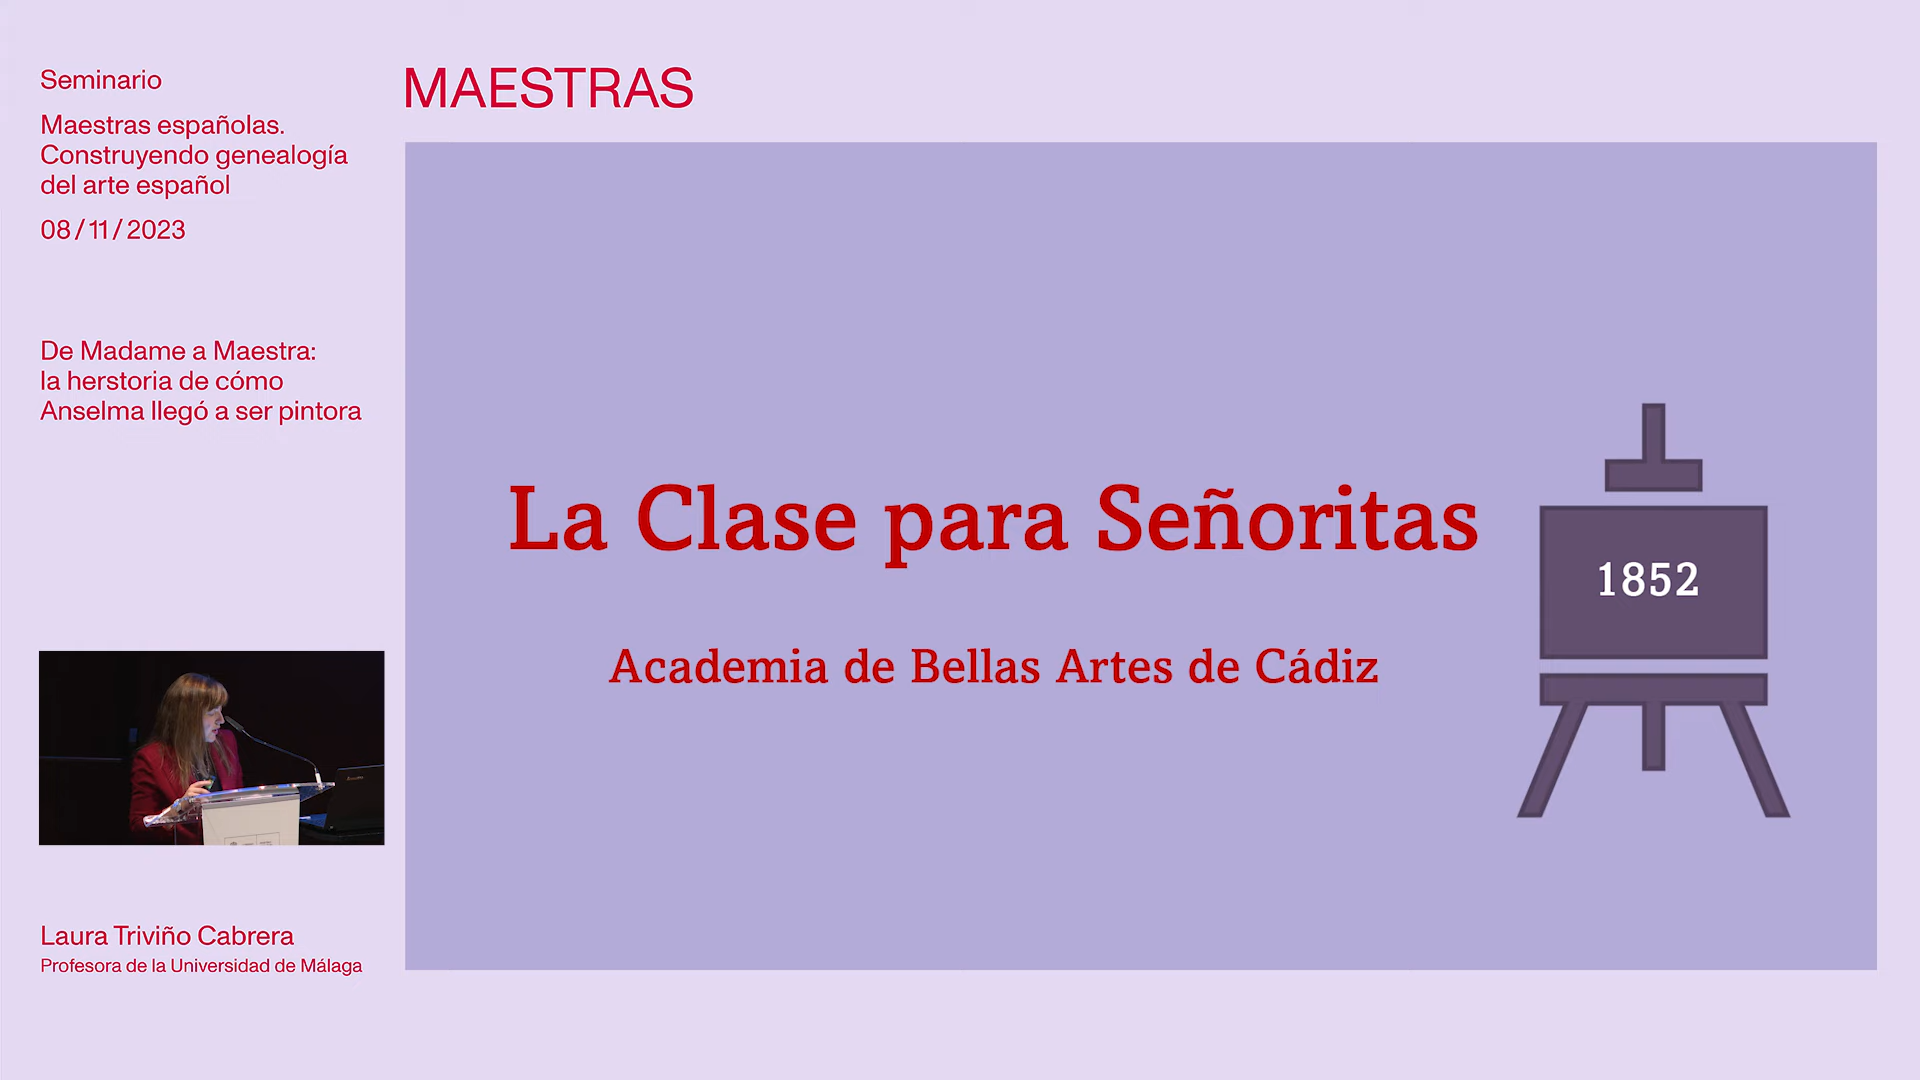 Seminario
Maestras españolas.
Construyendo genealogía
del arte español
08/11/2023
De Madame a Maestra:
la herstoria de cómo
Anselma llegó a ser pintora
Laura Triviño Cabrera
Profesora de la Universidad de Málaga
MAESTRAS
La Clase para Señoritas
1852
Academia de Bellas Artes de Cádiz